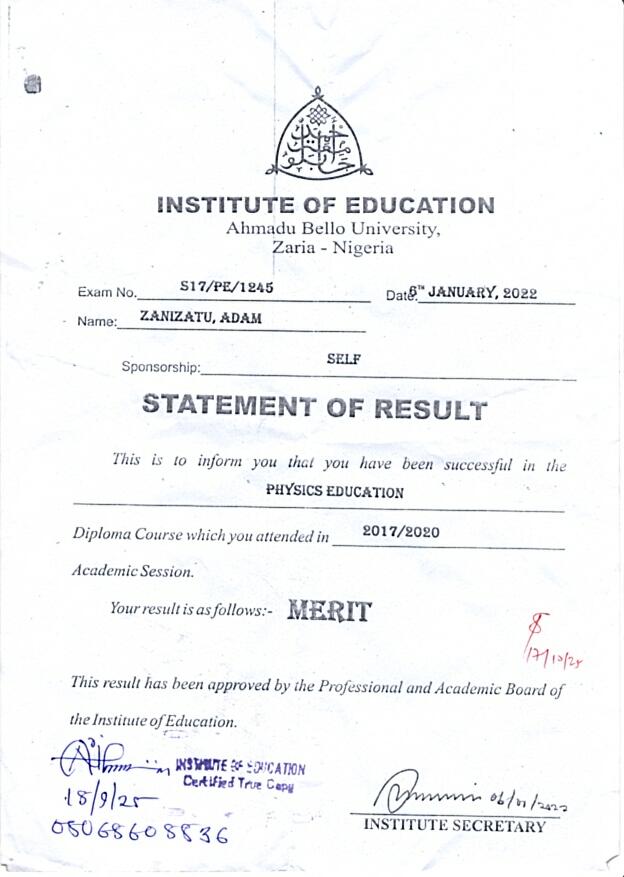 INSTITUTE OF EDUCATION
Ahmadu Bello University,
Zaria - Nigeria
Exam No. S17/PE/1245 Date: 6TH JANUARY, 2022
Name: ZANIZATU, ADAM
Sponsorship: SELF
STATEMENT OF RESULT
This is to inform you that you have been successful in the
PHYSICS EDUCATION
Diploma Course which you attended in 2017/2020
Academic Session.
Your result is as follows:- MERIT
17/10/25
This result has been approved by the Professional and Academic Board of
the Institute of Education.
INSTITUTE OF EDUCATION
Certified True Copy
18/9/25
08068608836
06/01/2022
INSTITUTE SECRETARY